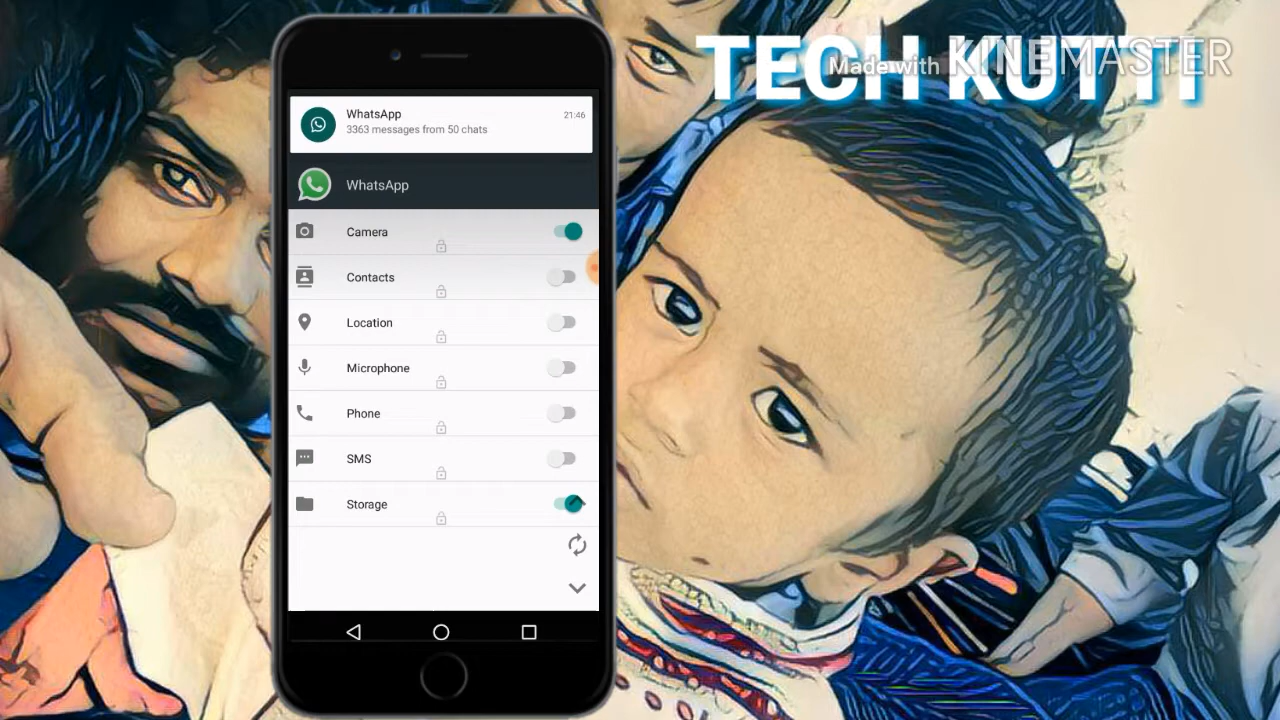 TECH KUTTI
Made with KINEMASTER
WhatsApp
21:46
3363 messages from 50 chats
WhatsApp
Camera
Contacts
Location
Microphone
Phone
SMS
Storage